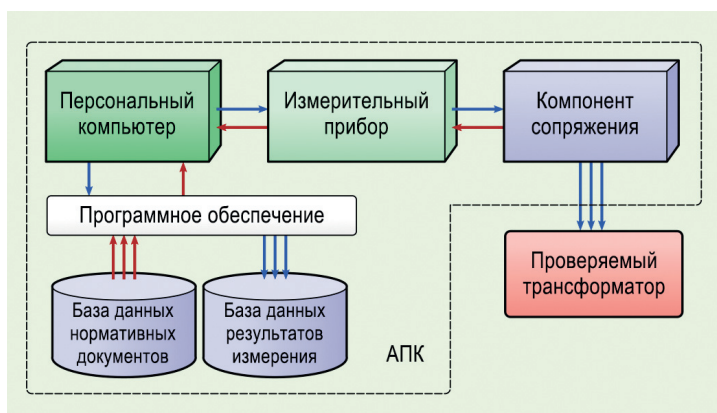 Персональный
компьютер
Измерительный
прибор
Компонент
сопряжения
Программное обеспечение
Проверяемый
трансформатор
База данных
нормативных
документов
База данных
результатов
измерения
АПК